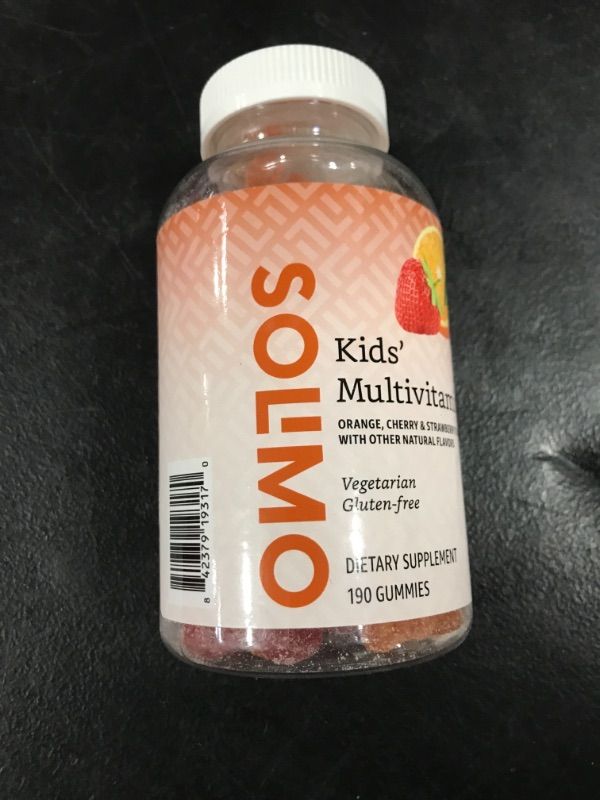 SOLIMO
Kids'
Multivitam
ORANGE, CHERRY & STRAWBERRY
WITH OTHER NATURAL FLAVORS
Vegetarian
Gluten-free
DIETARY SUPPLEMENT
190 GUMMIES
8 42379 19317 0